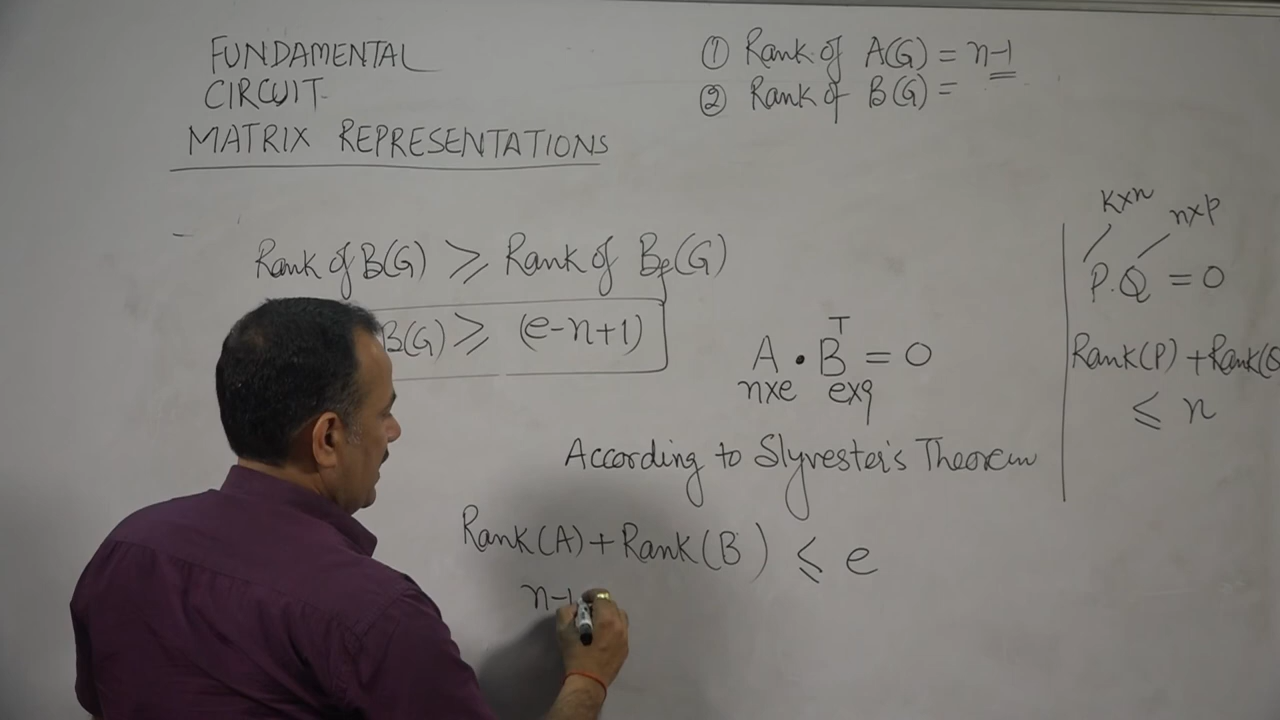 FUNDAMENTAL
CIRCUIT
MATRIX REPRESENTATIONS
① Rank of A(G) = n-1
② Rank of B(G) =
Rank of B(G) ⩾ Rank of Bf(G)
B(G) ⩾ (e-n+1)
A • Bᵀ = 0
nxe exq
According to Slyvester's Theorem
Rank(A) + Rank(B) ⩽ e
n-1
Kxn
nxp
P.Q = 0
Rank(P) + Rank(Q
⩽ n